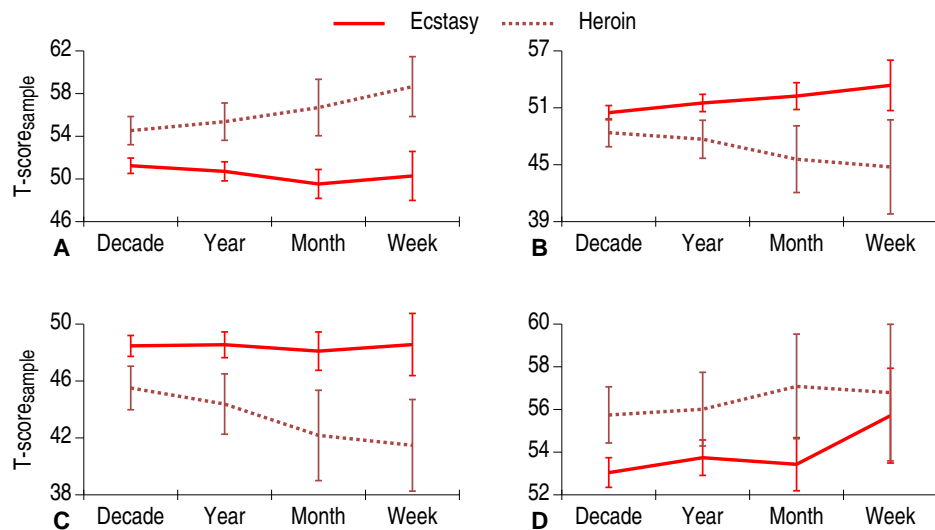 Ecstasy Heroin
62
58
54
50
46
T-scoresample
A Decade Year Month Week
57
51
45
39
B Decade Year Month Week
50
46
42
38
T-scoresample
C Decade Year Month Week
60
58
56
54
52
D Decade Year Month Week